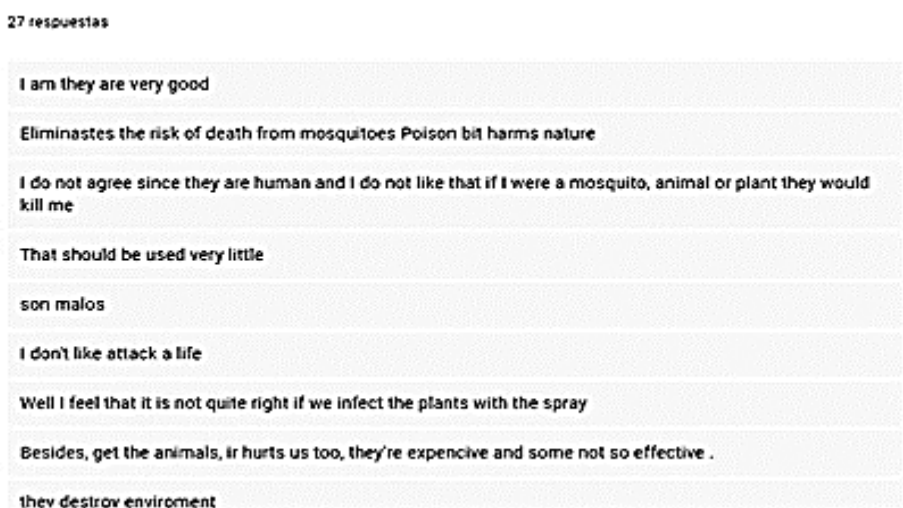 27 respuestas
I am they are very good
Eliminastes the risk of death from mosquitoes Poison bit harms nature
I do not agree since they are human and I do not like that if I were a mosquito, animal or plant they would
kill me
That should be used very little
son malos
I don't like attack a life
Well I feel that it is not quite right if we infect the plants with the spray
Besides, get the animals, ir hurts us too, they're expencive and some not so effective .
they destroy enviroment